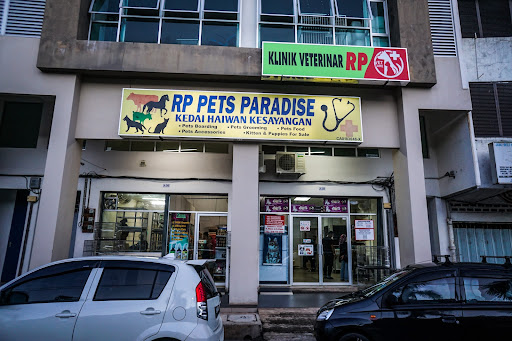 KLINIK VETERINAR RP
RP PETS PARADISE
KEDAI HAIWAN KESAYANGAN
• Pets Boarding • Pets Grooming • Pets Food
• Pets Accessories • Kitten & Puppies For Sale